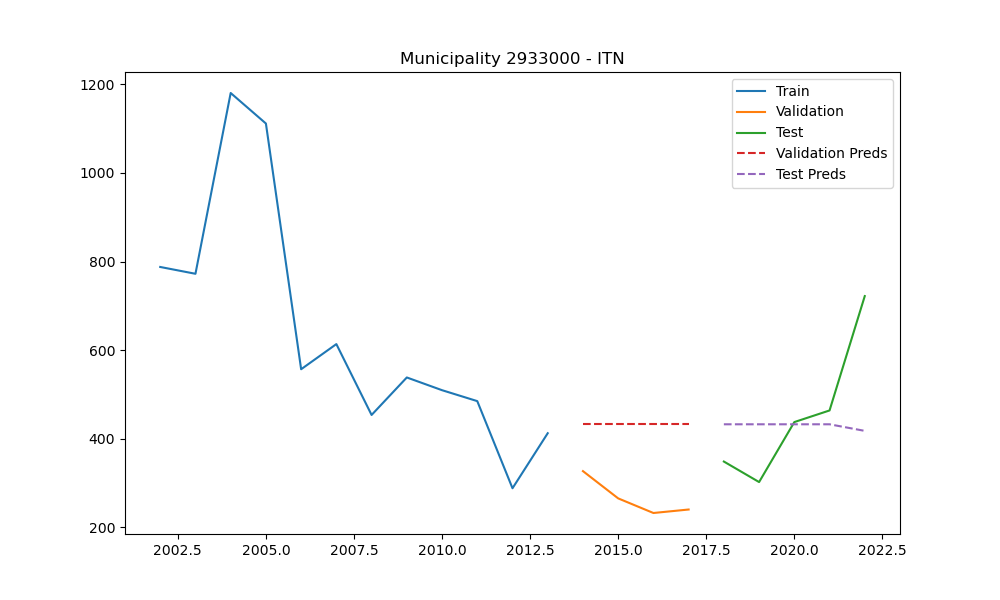 Municipality 2933000 - ITN
Train
Validation
Test
Validation Preds
Test Preds
1200
1000
800
600
400
200
2002.5 2005.0 2007.5 2010.0 2012.5 2015.0 2017.5 2020.0 2022.5